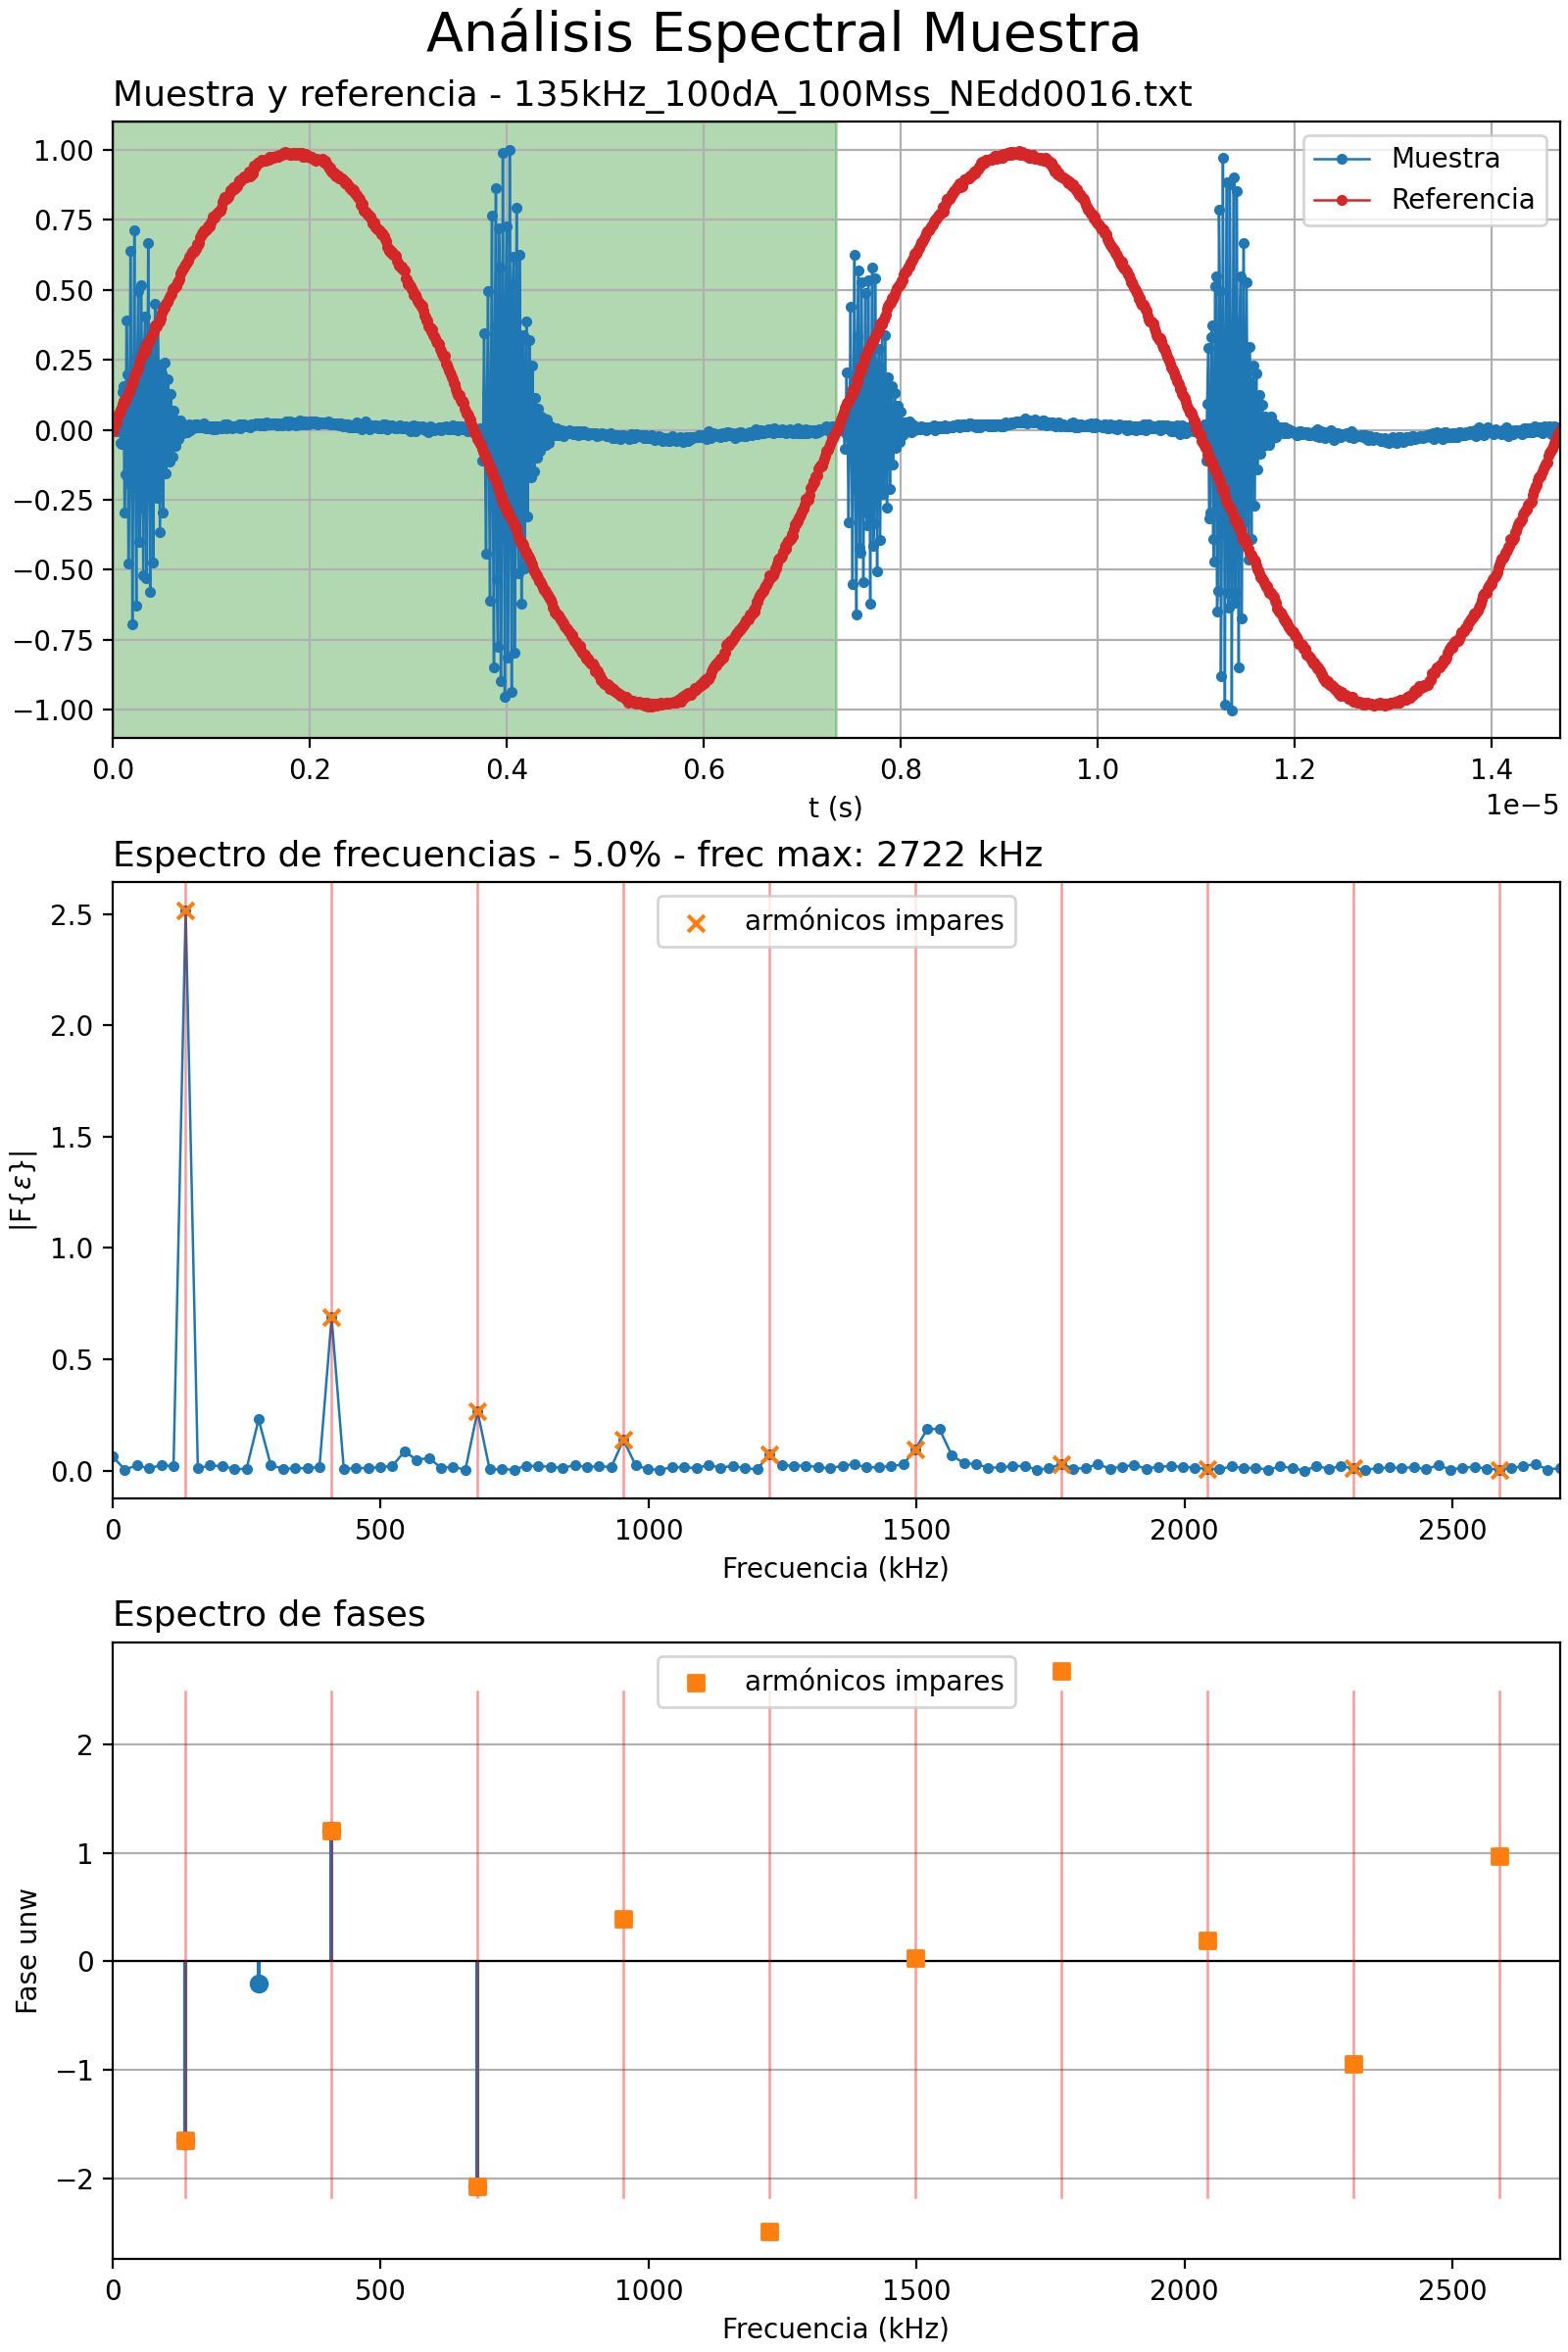 Análisis Espectral Muestra
Muestra y referencia - 135kHz_100dA_100Mss_NEdd0016.txt
1.00
0.75
0.50
0.25
0.00
−0.25
−0.50
−0.75
−1.00
Muestra
Referencia
0.0 0.2 0.4 0.6 0.8 1.0 1.2 1.4
t (s)
1e−5
Espectro de frecuencias - 5.0% - frec max: 2722 kHz
2.5
2.0
1.5
1.0
0.5
0.0
|F{ε}|
armónicos impares
0 500 1000 1500 2000 2500
Frecuencia (kHz)
Espectro de fases
2
1
0
−1
−2
Fase unw
armónicos impares
0 500 1000 1500 2000 2500
Frecuencia (kHz)